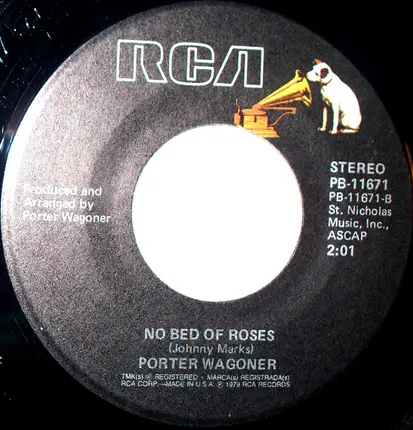 RCA
STEREO
PB-11671
PB-11671-B
St. Nicholas
Music, Inc.,
ASCAP
2:01
Produced and
Arranged by
Porter Wagoner
NO BED OF ROSES
(Johnny Marks)
PORTER WAGONER
TMK(s) ® REGISTERED • MARCA(s) REGISTRADA(s)
RCA CORP.—MADE IN U.S.A. ℗ 1979 RCA RECORDS